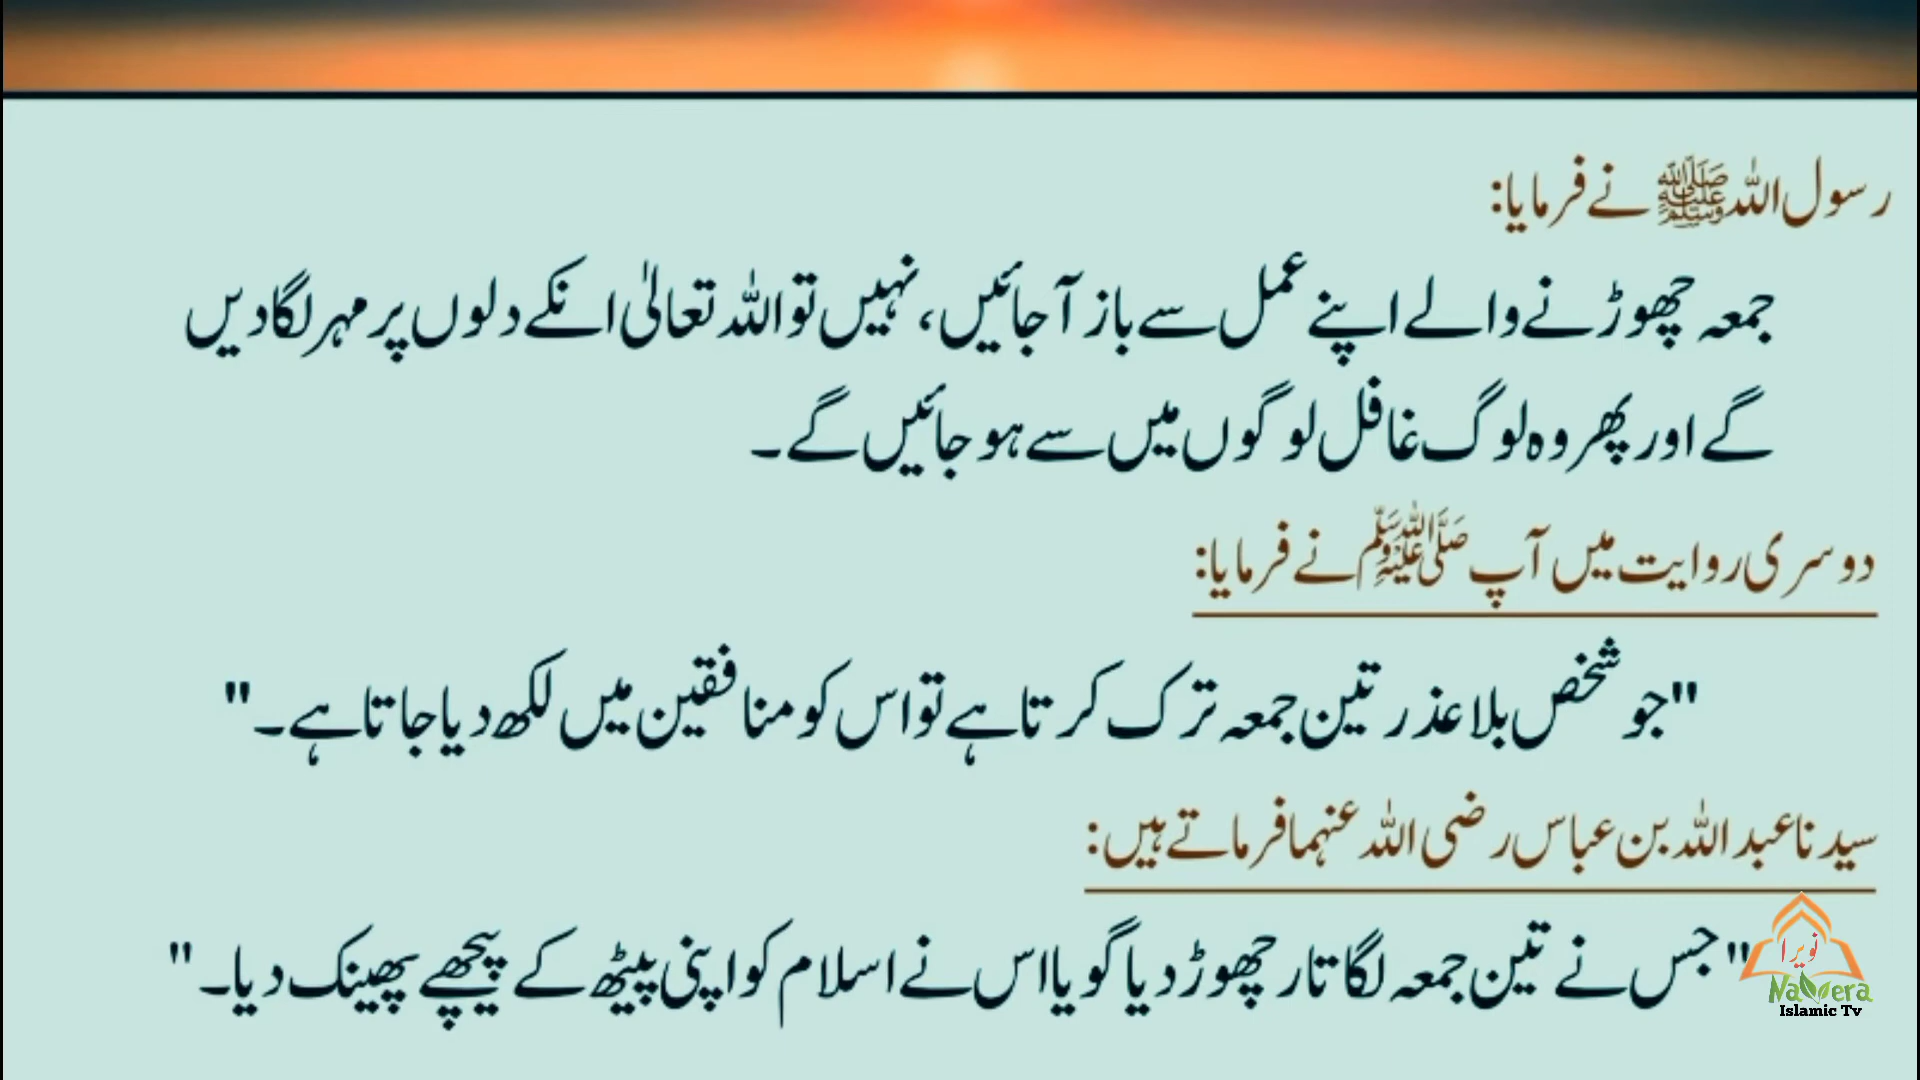 رسول اللہ ﷺ نے فرمایا:
جمعہ چھوڑنے والے اپنے عمل سے باز آجائیں، نہیں تو اللہ تعالیٰ انکے دلوں پر مہر لگادیں
گے اور پھر وہ لوگ غافل لوگوں میں سے ہو جائیں گے۔
دوسری روایت میں آپ ﷺ نے فرمایا:
"جو شخص بلا عذر تین جمعہ ترک کرتا ہے تو اس کو منافقین میں لکھ دیا جاتا ہے۔"
سیدنا عبد اللہ بن عباس رضی اللہ عنہما فرماتے ہیں:
"جس نے تین جمعہ لگاتار چھوڑ دیا گویا اس نے اسلام کو اپنی پیٹھ کے پیچھے پھینک دیا۔"
نویرا
Navera
Islamic Tv